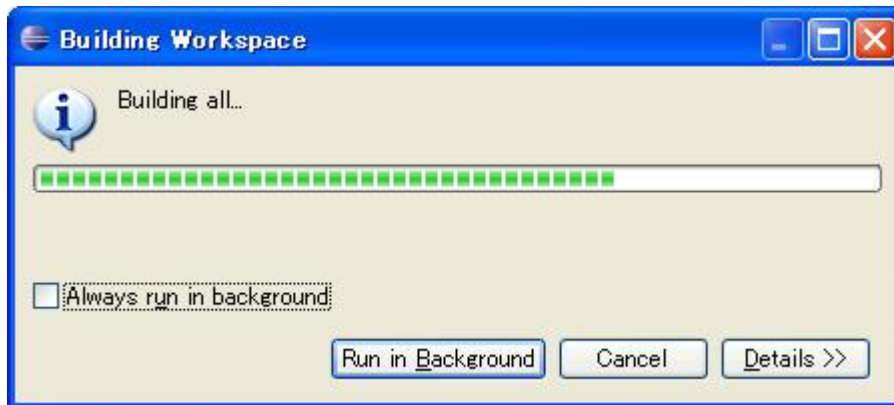 Building Workspace
Building all...
Always run in background
Run in Background
Cancel
Details >>